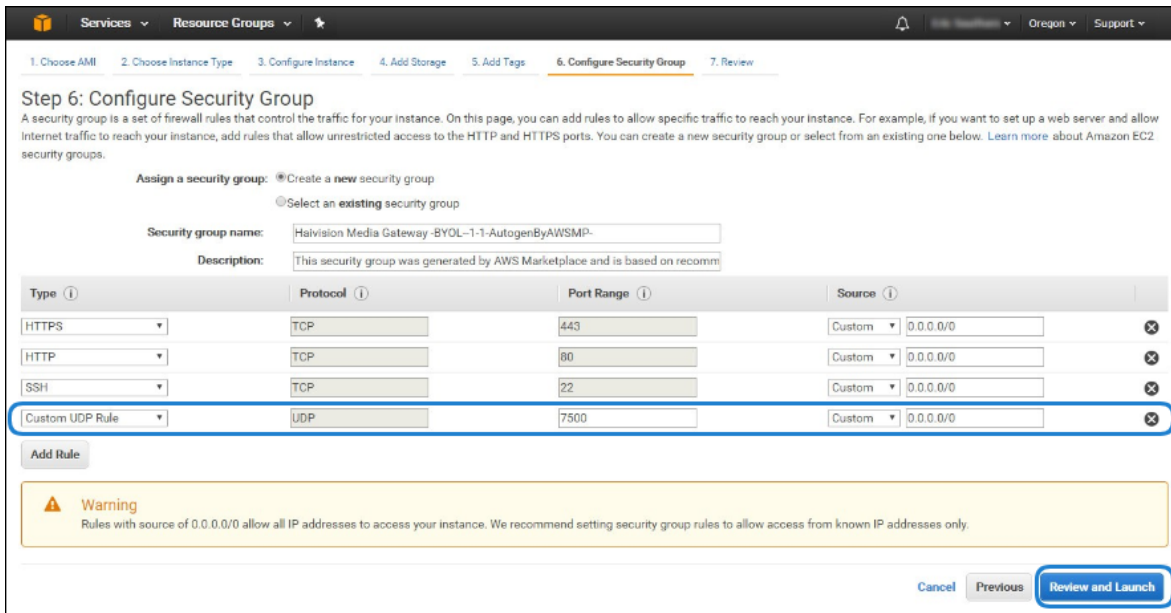 Services Resource Groups Oregon Support
1. Choose AMI 2. Choose Instance Type 3. Configure Instance 4. Add Storage 5. Add Tags 6. Configure Security Group 7. Review
Step 6: Configure Security Group
A security group is a set of firewall rules that control the traffic for your instance. On this page, you can add rules to allow specific traffic to reach your instance. For example, if you want to set up a web server and allow
Internet traffic to reach your instance, add rules that allow unrestricted access to the HTTP and HTTPS ports. You can create a new security group or select from an existing one below. Learn more about Amazon EC2
security groups.
Assign a security group: Create a new security group
Select an existing security group
Security group name: Haivision Media Gateway -BYOL--1-1-AutogenByAWSMP-
Description: This security group was generated by AWS Marketplace and is based on recomm
Type Protocol Port Range Source
HTTPS TCP 443 Custom 0.0.0.0/0
HTTP TCP 80 Custom 0.0.0.0/0
SSH TCP 22 Custom 0.0.0.0/0
Custom UDP Rule UDP 7500 Custom 0.0.0.0/0
Add Rule
Warning
Rules with source of 0.0.0.0/0 allow all IP addresses to access your instance. We recommend setting security group rules to allow access from known IP addresses only.
Cancel Previous Review and Launch